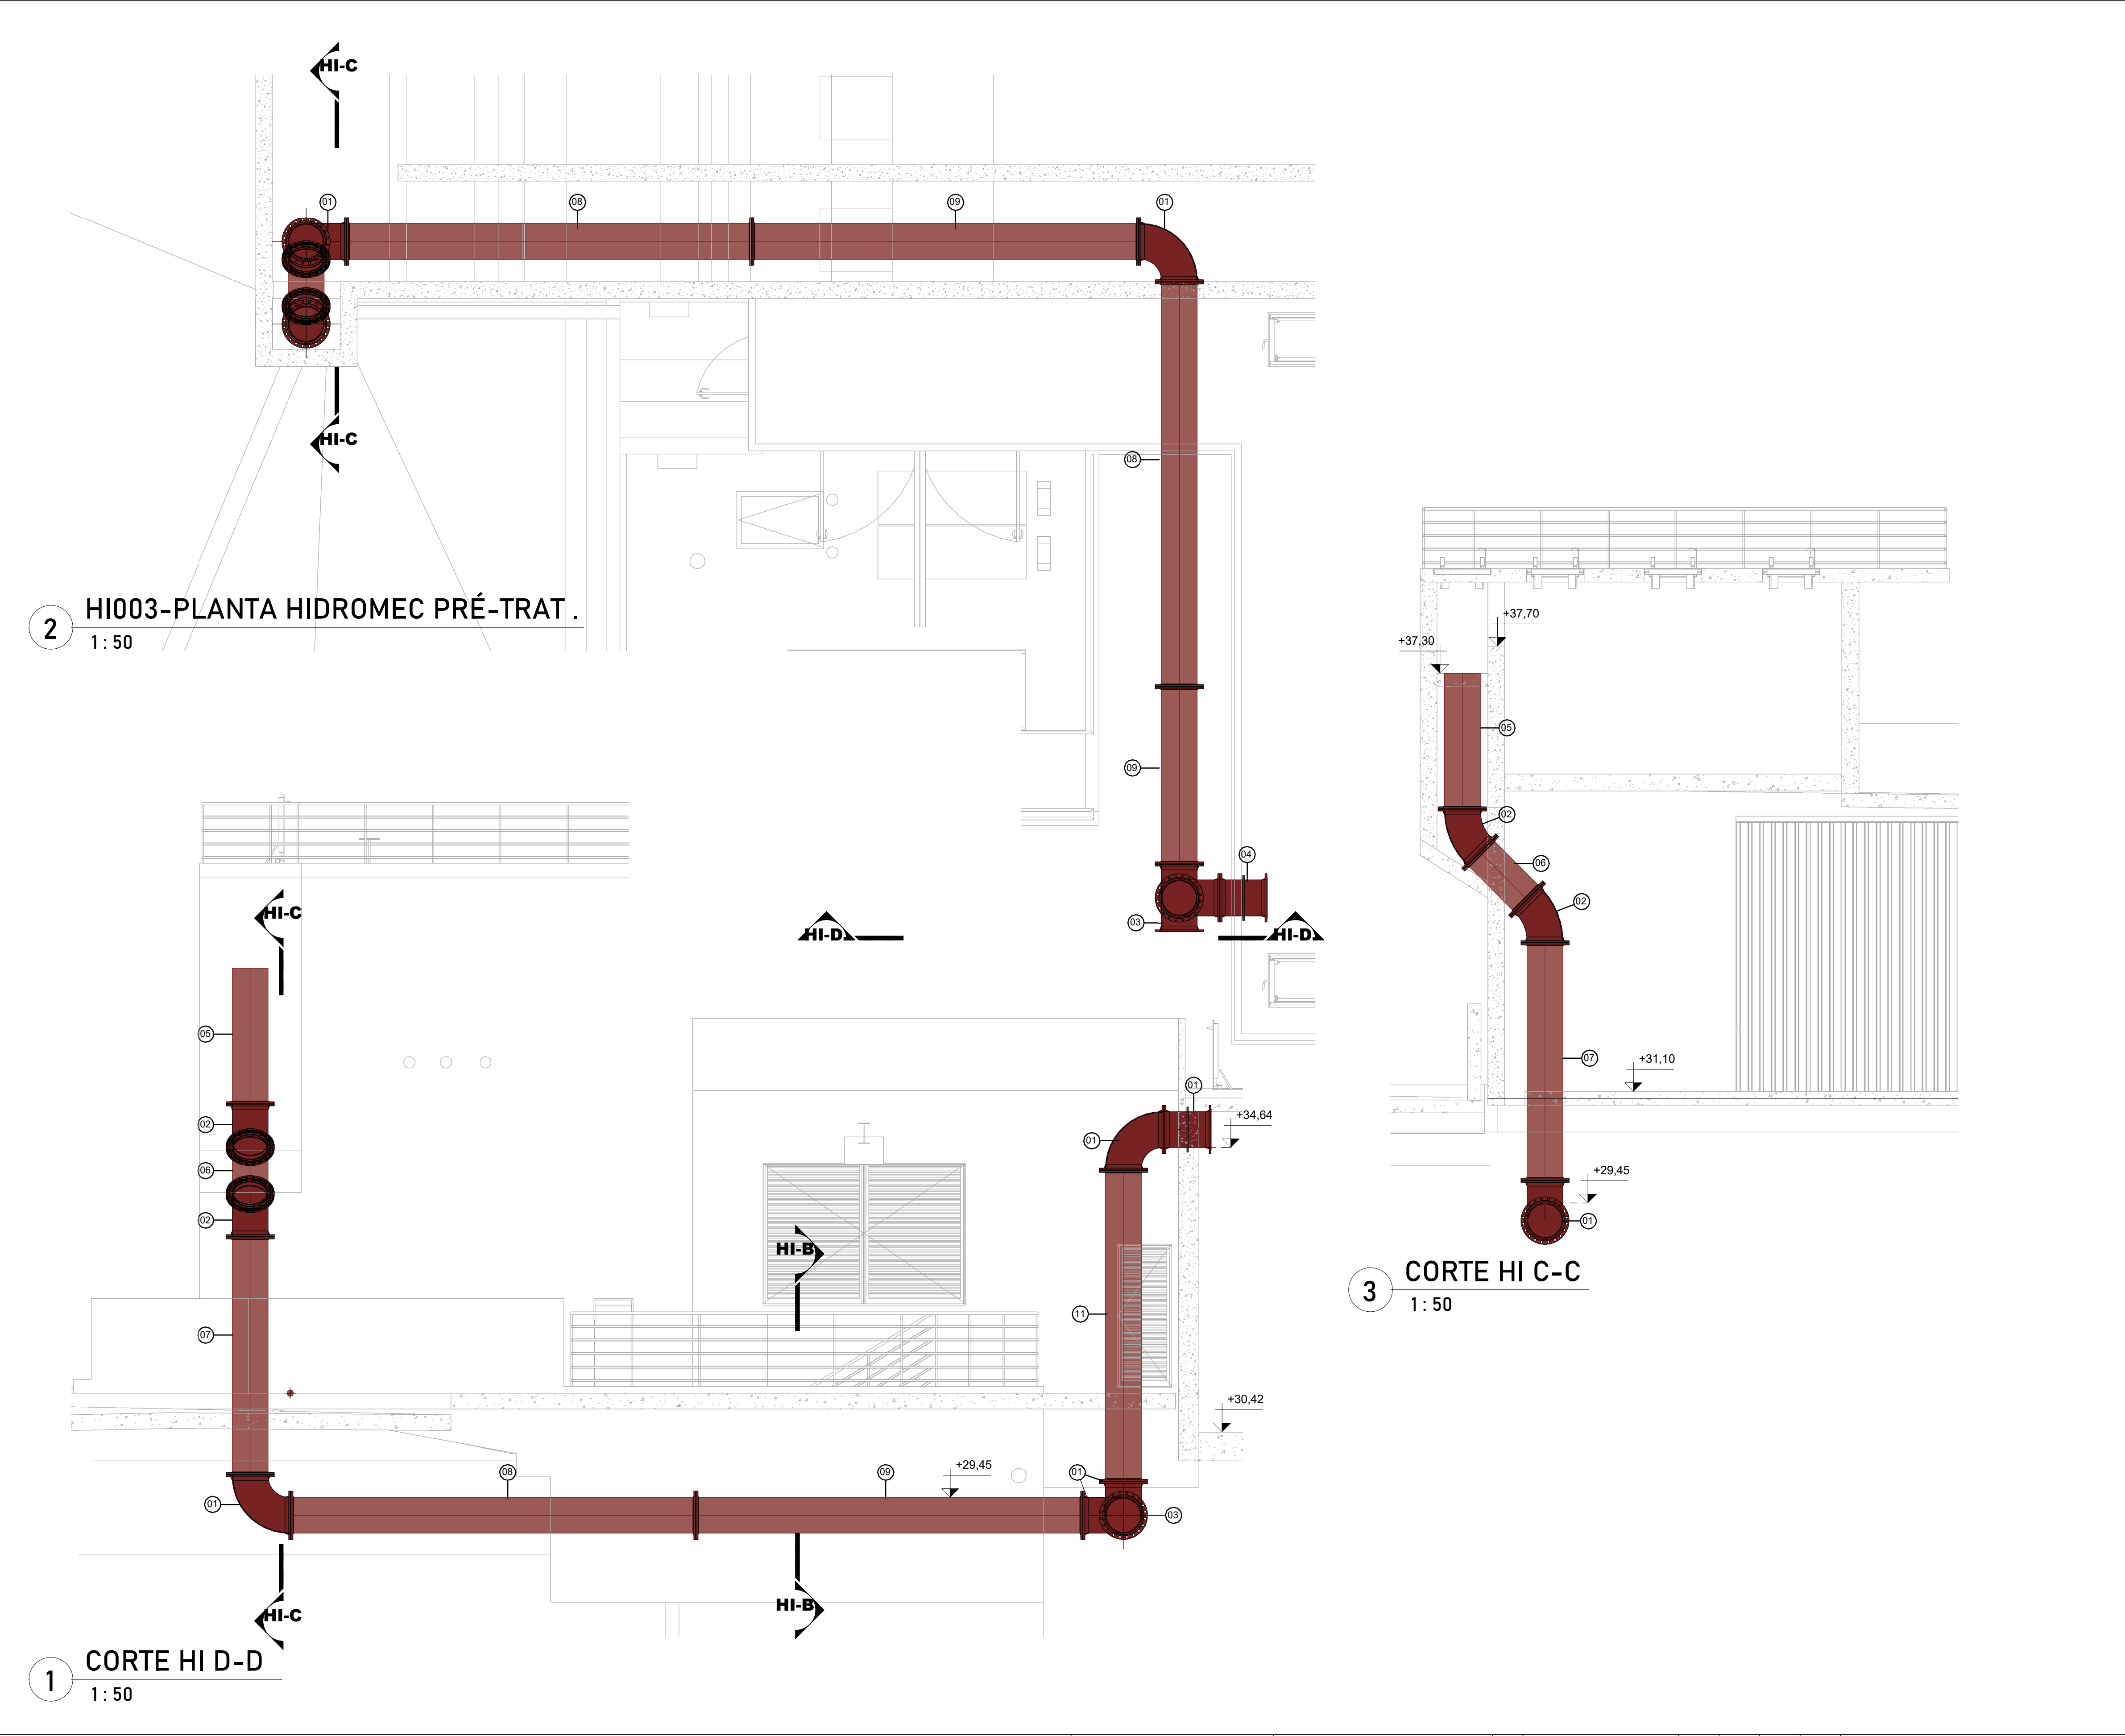 HI-C
01
08
09
01
HI-C
08
09
04
03
HI-D
HI-D
2
HI003-PLANTA HIDROMEC PRÉ-TRAT.
1 : 50
+37,70
+37,30
05
02
06
02
07
+31,10
+29,45
01
3
CORTE HI C-C
1 : 50
HI-C
05
02
06
02
07
01
HI-C
01
+34,64
01
HI-B
11
+30,42
08
09
+29,45
01
03
HI-B
1
CORTE HI D-D
1 : 50